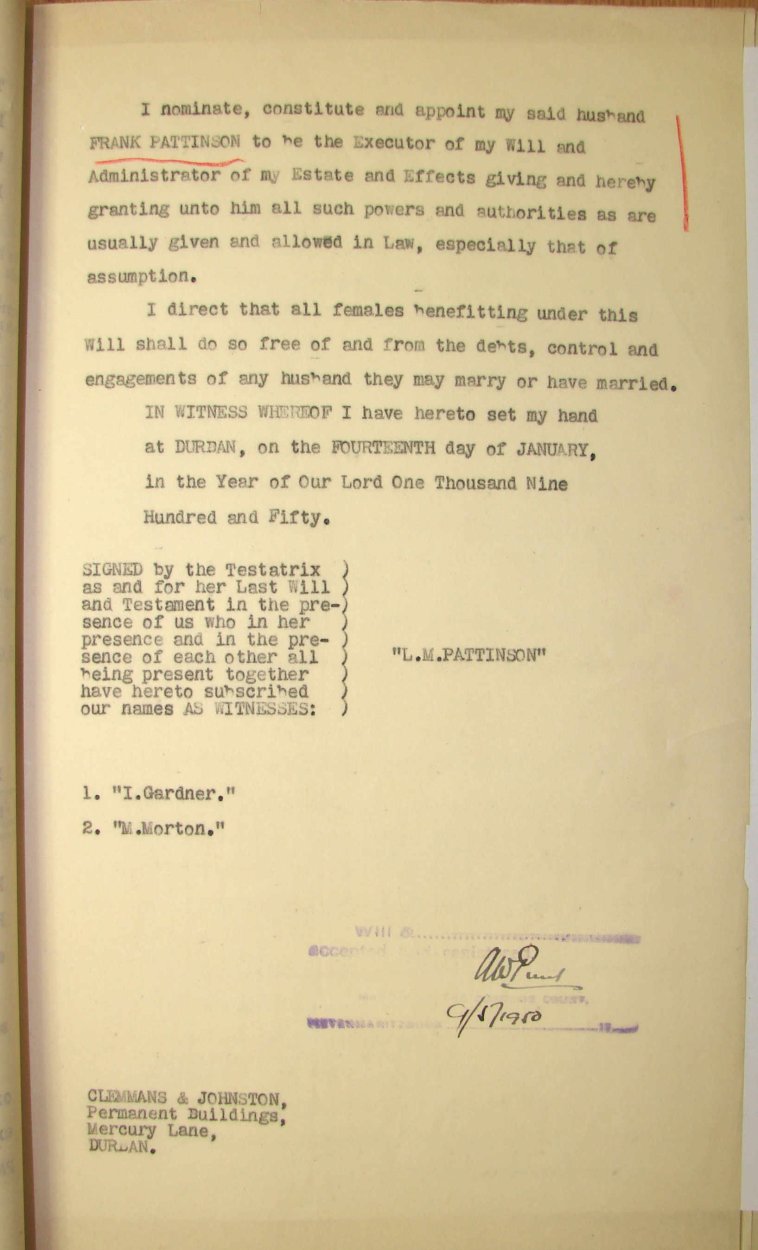 I nominate, constitute and appoint my said husband
FRANK PATTINSON to be the Executor of my Will and
Administrator of my Estate and Effects giving and hereby
granting unto him all such powers and authorities as are
usually given and allowed in Law, especially that of
assumption.
I direct that all females benefitting under this
Will shall do so free of and from the debts, control and
engagements of any husband they may marry or have married.
IN WITNESS WHEREOF I have hereto set my hand
at DURBAN, on the FOURTEENTH day of JANUARY,
in the Year of Our Lord One Thousand Nine
Hundred and Fifty.
SIGNED by the Testatrix )
as and for her Last Will )
and Testament in the pre-)
sence of us who in her )
presence and in the pre- )
sence of each other all ) "L.M.PATTINSON"
being present together )
have hereto subscribed )
our names AS WITNESSES: )
1. "I.Gardner."
2. "M.Morton."
Will &
accepted
COURT.
9/5/1950
CLEMMANS & JOHNSTON,
Permanent Buildings,
Mercury Lane,
DURBAN.